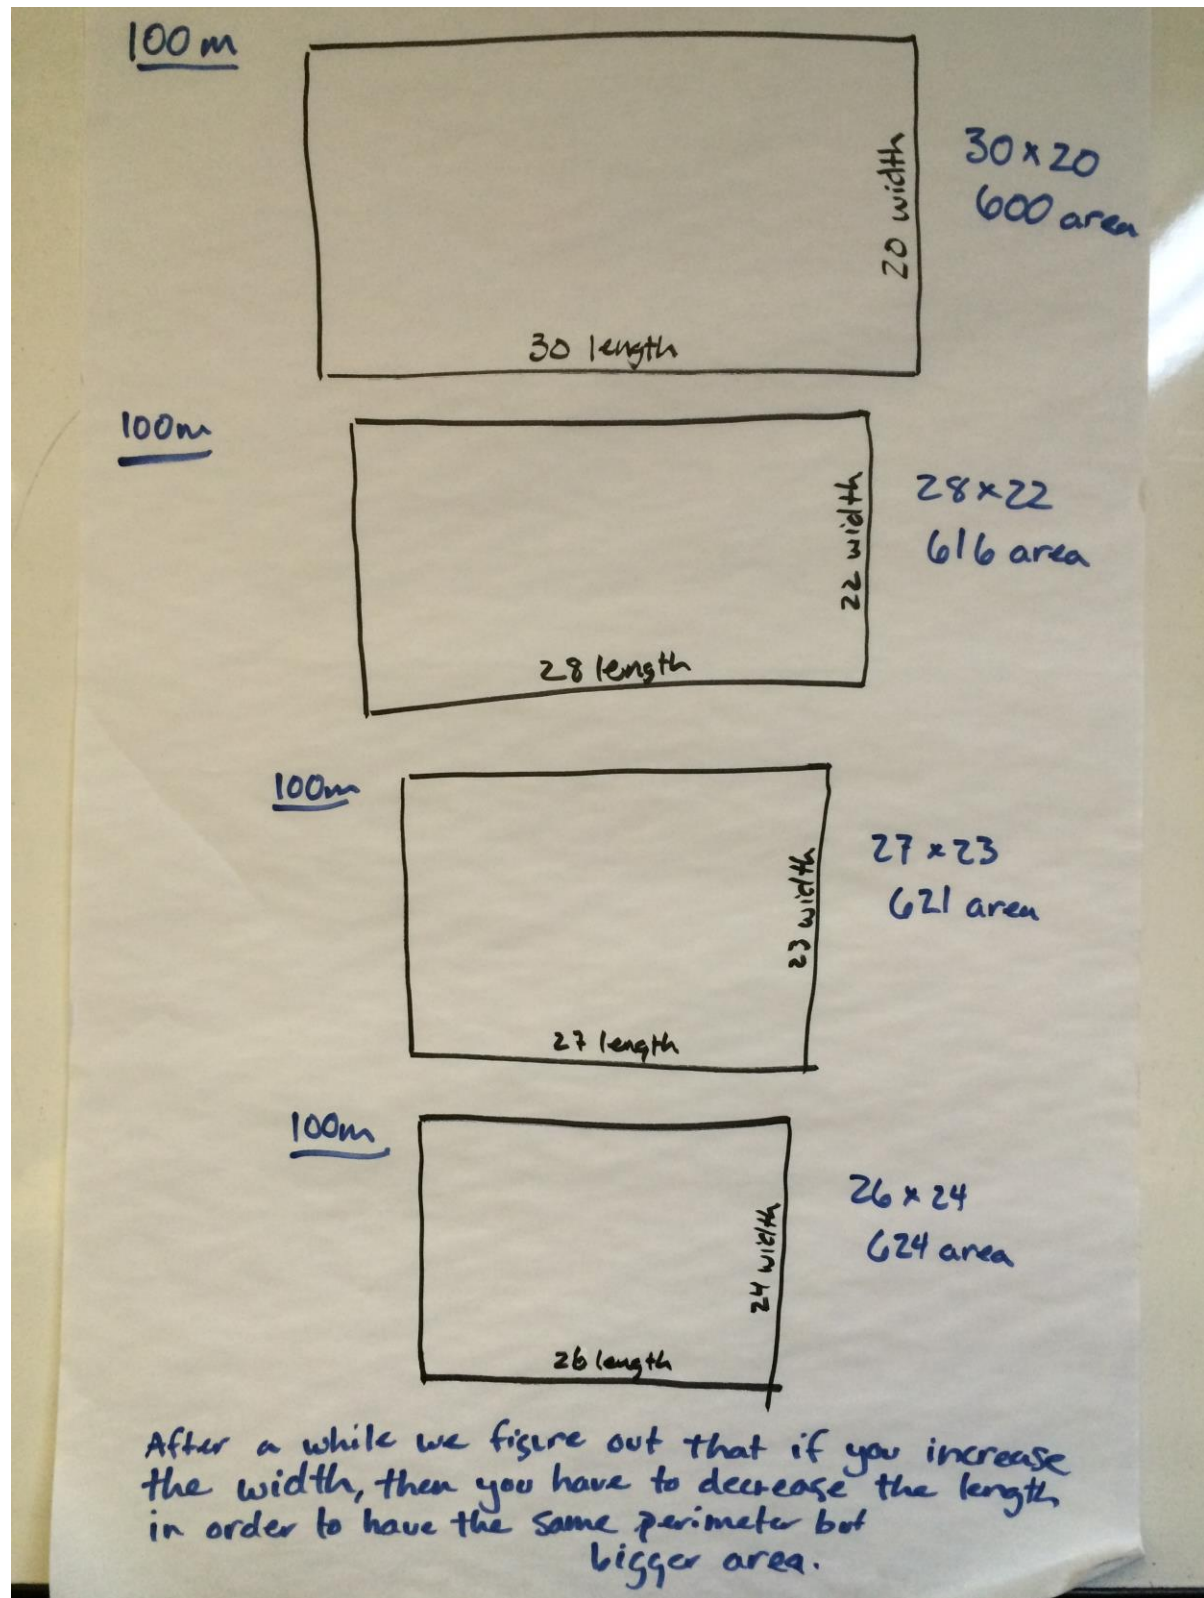 100m
30 × 20
600 area
20 width
30 length
100m
28 × 22
616 area
22 width
28 length
100m
27 × 23
621 area
23 width
27 length
100m
26 × 24
624 area
24 width
26 length
After a while we figure out that if you increase
the width, then you have to decrease the length
in order to have the same perimeter but
bigger area.